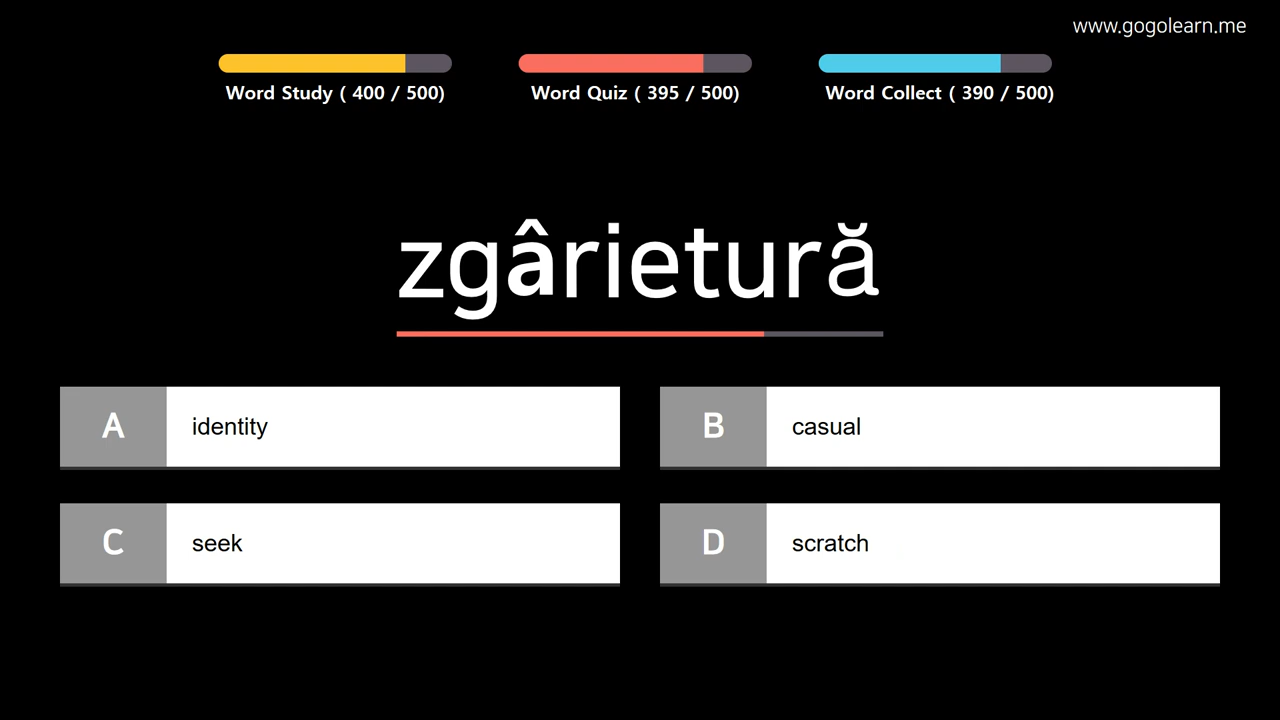 www.gogolearn.me
Word Study ( 400 / 500)
Word Quiz ( 395 / 500)
Word Collect ( 390 / 500)
zgârietură
A identity
B casual
C seek
D scratch